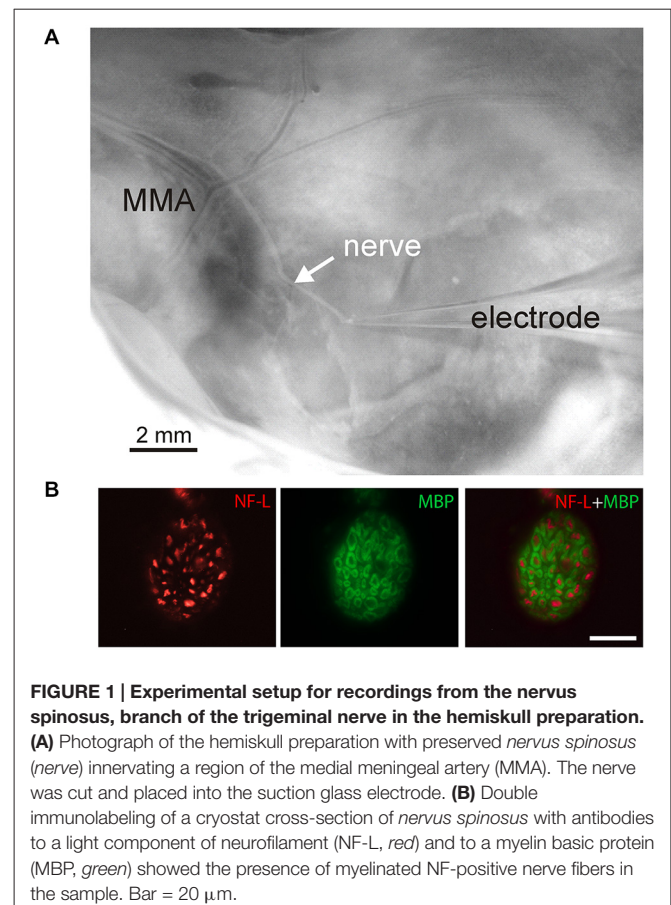 A
MMA
nerve
electrode
2 mm
B
NF-L
MBP
NF-L+MBP
FIGURE 1 | Experimental setup for recordings from the nervus
spinosus, branch of the trigeminal nerve in the hemiskull preparation.
(A) Photograph of the hemiskull preparation with preserved nervus spinosus
(nerve) innervating a region of the medial meningeal artery (MMA). The nerve
was cut and placed into the suction glass electrode. (B) Double
immunolabeling of a cryostat cross-section of nervus spinosus with antibodies
to a light component of neurofilament (NF-L, red) and to a myelin basic protein
(MBP, green) showed the presence of myelinated NF-positive nerve fibers in
the sample. Bar = 20 μm.